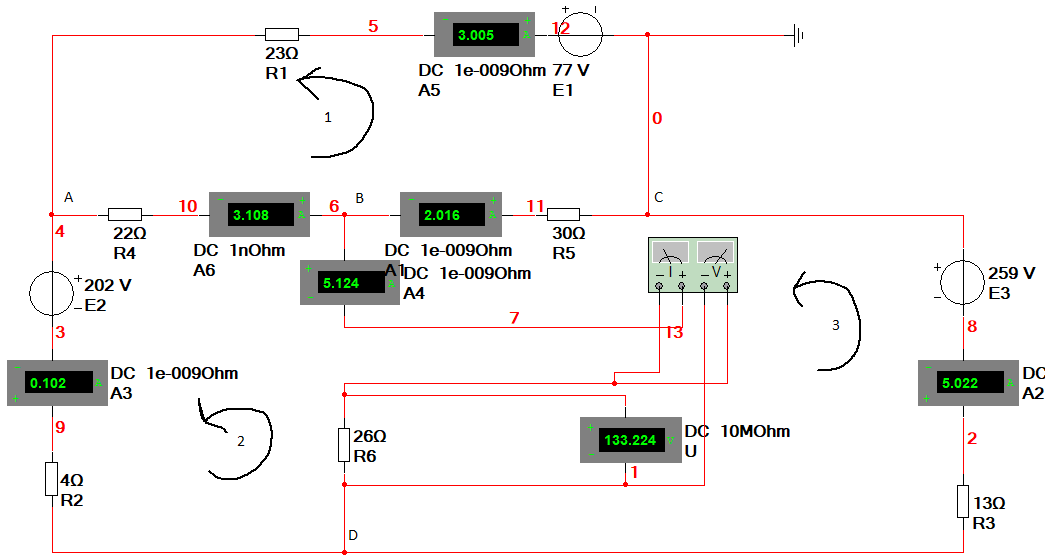 5
- 3.005 + A
12
+ -
23Ω
R1
DC 1e-009Ohm
A5
77 V
E1
1
0
A
B
C
10
- 3.108 + A
6
- 2.016 + A
11
4
22Ω
R4
DC 1nOhm
A6
DC 1e-009Ohm
A1
30Ω
R5
+ 5.124 A -
DC 1e-009Ohm
A4
- I + - V +
+ 202 V
- E2
+ 259 V
- E3
7
13
3
3
8
- 0.102 A +
DC 1e-009Ohm
A3
- 5.022 A +
DC
A2
9
2
26Ω
R6
+ 133.224 V -
DC 10MOhm
U
2
1
4Ω
R2
13Ω
R3
D